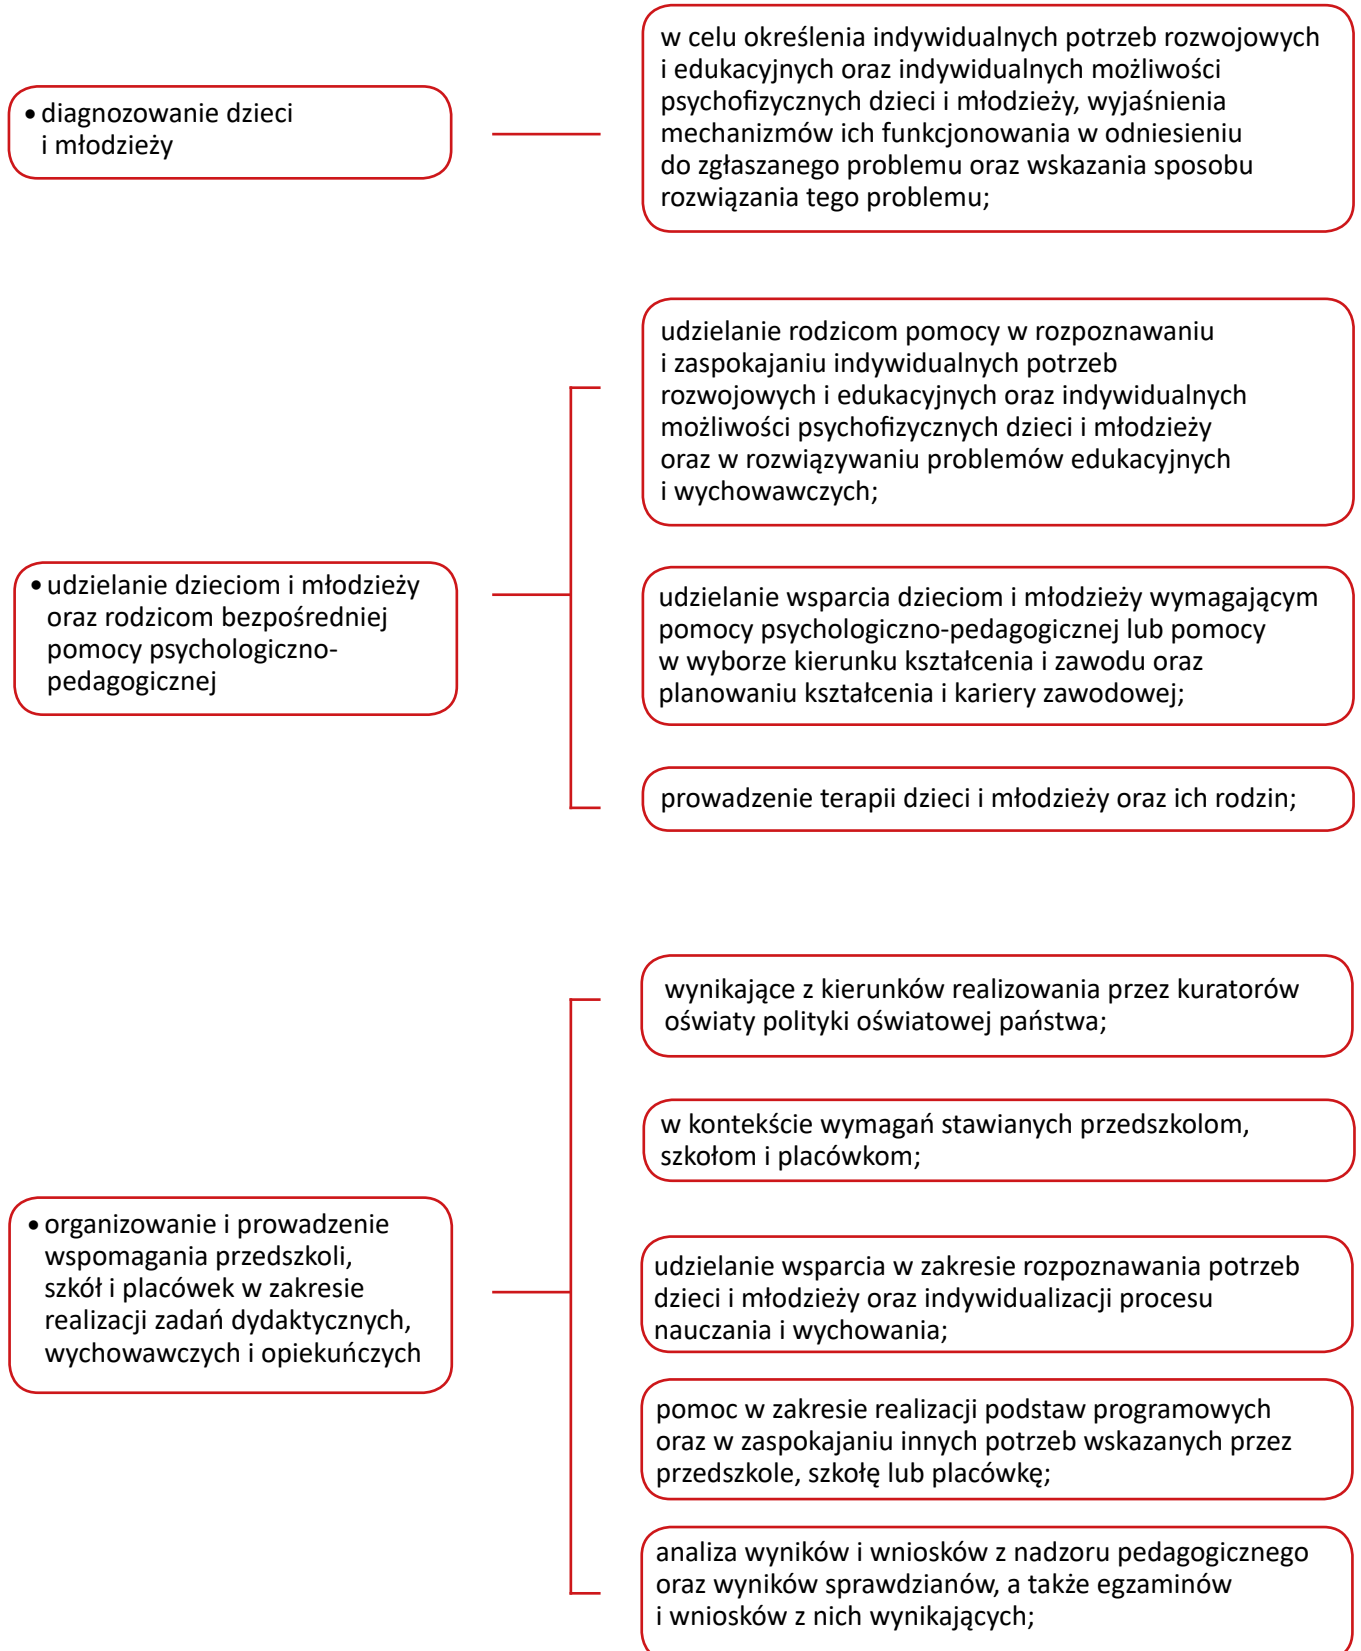 • diagnozowanie dzieci
i młodzieży
w celu określenia indywidualnych potrzeb rozwojowych
i edukacyjnych oraz indywidualnych możliwości
psychofizycznych dzieci i młodzieży, wyjaśnienia
mechanizmów ich funkcjonowania w odniesieniu
do zgłaszanego problemu oraz wskazania sposobu
rozwiązania tego problemu;
• udzielanie dzieciom i młodzieży
oraz rodzicom bezpośredniej
pomocy psychologiczno-
pedagogicznej
udzielanie rodzicom pomocy w rozpoznawaniu
i zaspokajaniu indywidualnych potrzeb
rozwojowych i edukacyjnych oraz indywidualnych
możliwości psychofizycznych dzieci i młodzieży
oraz w rozwiązywaniu problemów edukacyjnych
i wychowawczych;
udzielanie wsparcia dzieciom i młodzieży wymagającym
pomocy psychologiczno-pedagogicznej lub pomocy
w wyborze kierunku kształcenia i zawodu oraz
planowaniu kształcenia i kariery zawodowej;
prowadzenie terapii dzieci i młodzieży oraz ich rodzin;
• organizowanie i prowadzenie
wspomagania przedszkoli,
szkół i placówek w zakresie
realizacji zadań dydaktycznych,
wychowawczych i opiekuńczych
wynikające z kierunków realizowania przez kuratorów
oświaty polityki oświatowej państwa;
w kontekście wymagań stawianych przedszkolom,
szkołom i placówkom;
udzielanie wsparcia w zakresie rozpoznawania potrzeb
dzieci i młodzieży oraz indywidualizacji procesu
nauczania i wychowania;
pomoc w zakresie realizacji podstaw programowych
oraz w zaspokajaniu innych potrzeb wskazanych przez
przedszkole, szkołę lub placówkę;
analiza wyników i wniosków z nadzoru pedagogicznego
oraz wyników sprawdzianów, a także egzaminów
i wniosków z nich wynikających;